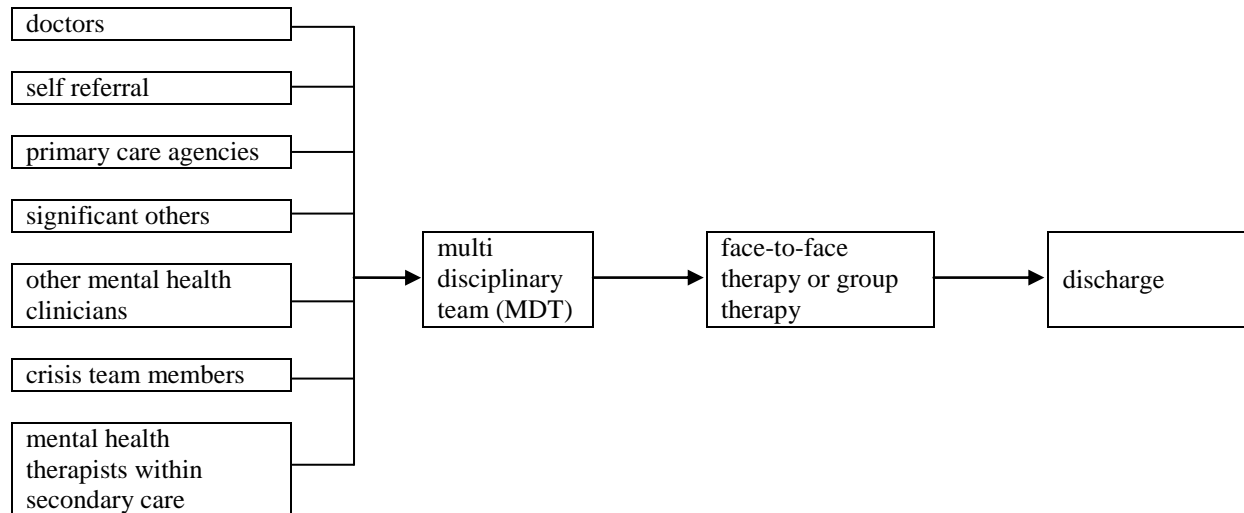 doctors
self referral
primary care agencies
significant others
other mental health
clinicians
crisis team members
mental health
therapists within
secondary care
multi
disciplinary
team (MDT)
face-to-face
therapy or group
therapy
discharge